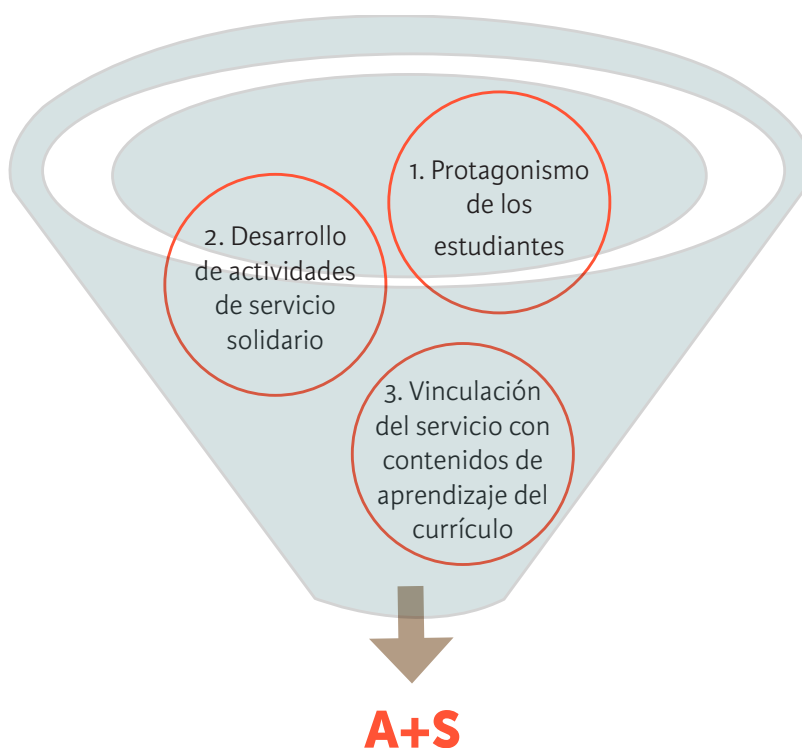 1. Protagonismo
de los
estudiantes
2. Desarrollo
de actividades
de servicio
solidario
3. Vinculación
del servicio con
contenidos de
aprendizaje del
currículo
A+S